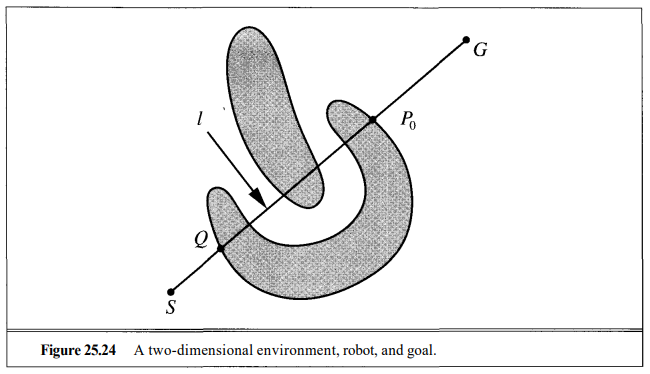 G
l
P₀
Q
S
Figure 25.24 A two-dimensional environment, robot, and goal.